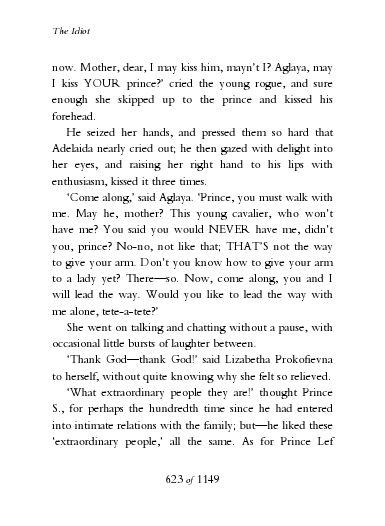 The Idiot
now. Mother, dear, I may kiss him, mayn't I? Aglaya, may
I kiss YOUR prince?' cried the young rogue, and sure
enough she skipped up to the prince and kissed his
forehead.
He seized her hands, and pressed them so hard that
Adelaida nearly cried out; he then gazed with delight into
her eyes, and raising her right hand to his lips with
enthusiasm, kissed it three times.
'Come along,' said Aglaya. 'Prince, you must walk with
me. May he, mother? This young cavalier, who won't
have me? You said you would NEVER have me, didn't
you, prince? No-no, not like that; THAT'S not the way
to give your arm. Don't you know how to give your arm
to a lady yet? There—so. Now, come along, you and I
will lead the way. Would you like to lead the way with
me alone, tete-a-tete?'
She went on talking and chatting without a pause, with
occasional little bursts of laughter between.
'Thank God—thank God!' said Lizabetha Prokofievna
to herself, without quite knowing why she felt so relieved.
'What extraordinary people they are!' thought Prince
S., for perhaps the hundredth time since he had entered
into intimate relations with the family; but—he liked these
'extraordinary people,' all the same. As for Prince Lef
623 of 1149